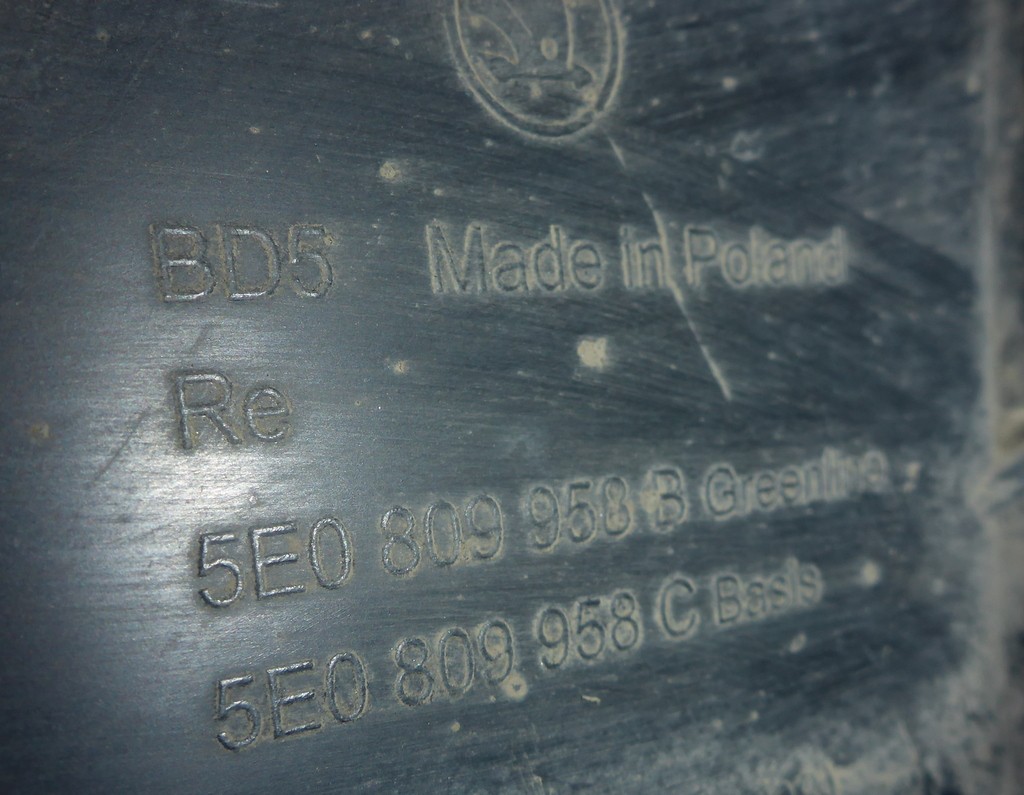 BD5 Made in Poland
Re
5E0 809 958 B Greenline
5E0 809 958 C Basis